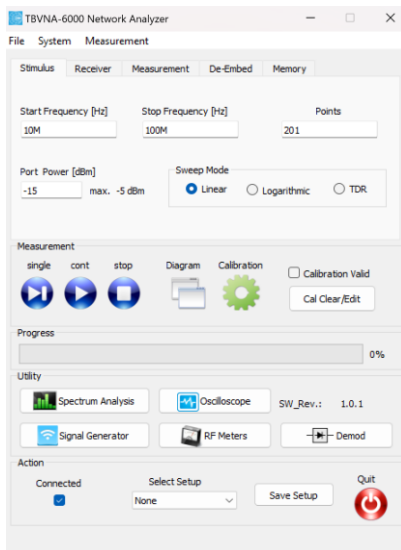 TBVNA-6000 Network Analyzer
File System Measurement
Stimulus Receiver Measurement De-Embed Memory
Start Frequency [Hz] Stop Frequency [Hz] Points
10M 100M 201
Port Power [dBm] Sweep Mode
-15 max. -5 dBm Linear Logarithmic TDR
Measurement
single cont stop Diagram Calibration
Calibration Valid
Cal Clear/Edit
Progress
0%
Utility
Spectrum Analysis Oscilloscope SW_Rev.: 1.0.1
Signal Generator RF Meters Demod
Action
Connected Select Setup Quit
None Save Setup